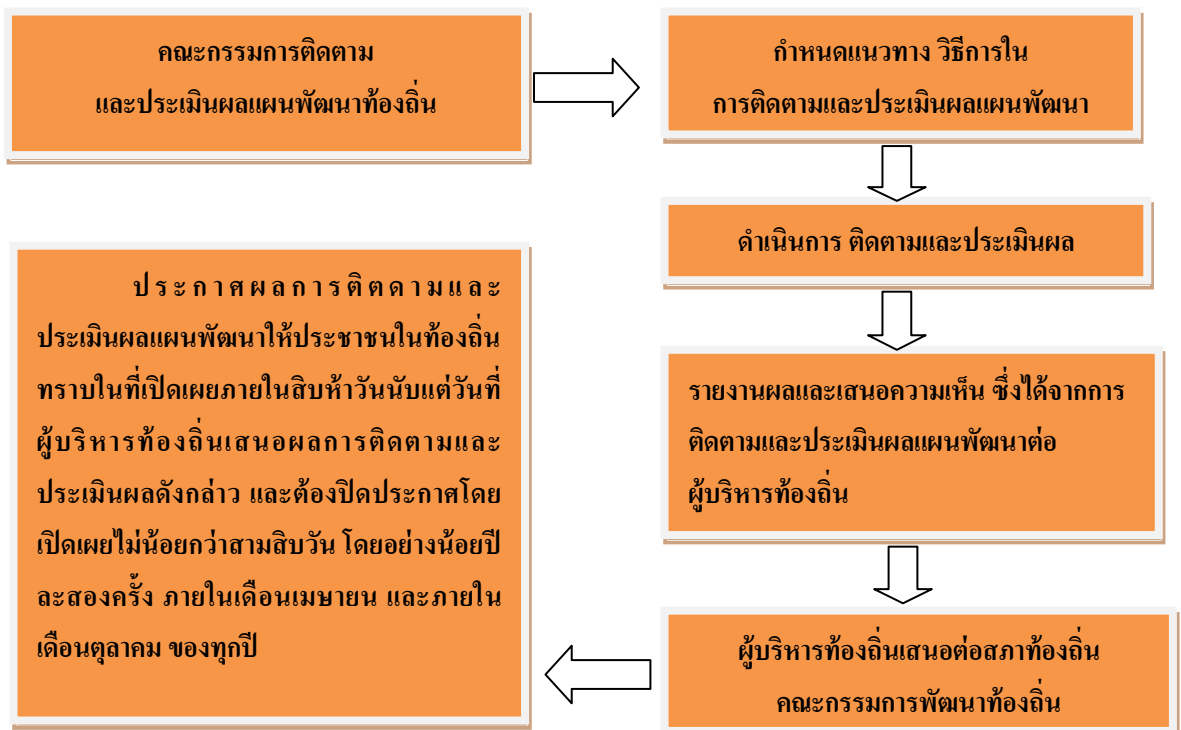 คณะกรรมการติดตาม
และประเมินผลแผนพัฒนาท้องถิ่น
กำหนดแนวทาง วิธีการใน
การติดตามและประเมินผลแผนพัฒนา
ดำเนินการ ติดตามและประเมินผล
รายงานผลและเสนอความเห็น ซึ่งได้จากการ
ติดตามและประเมินผลแผนพัฒนาต่อ
ผู้บริหารท้องถิ่น
ผู้บริหารท้องถิ่นเสนอต่อสภาท้องถิ่น
คณะกรรมการพัฒนาท้องถิ่น
ประกาศผลการติตดามและ
ประเมินผลแผนพัฒนาให้ประชาชนในท้องถิ่น
ทราบในที่เปิดเผยภายในสิบห้าวันนับแต่วันที่
ผู้บริหารท้องถิ่นเสนอผลการติดตามและ
ประเมินผลดังกล่าว และต้องปิดประกาศโดย
เปิดเผยไม่น้อยกว่าสามสิบวัน โดยอย่างน้อยปี
ละสองครั้ง ภายในเดือนเมษายน และภายใน
เดือนตุลาคม ของทุกปี